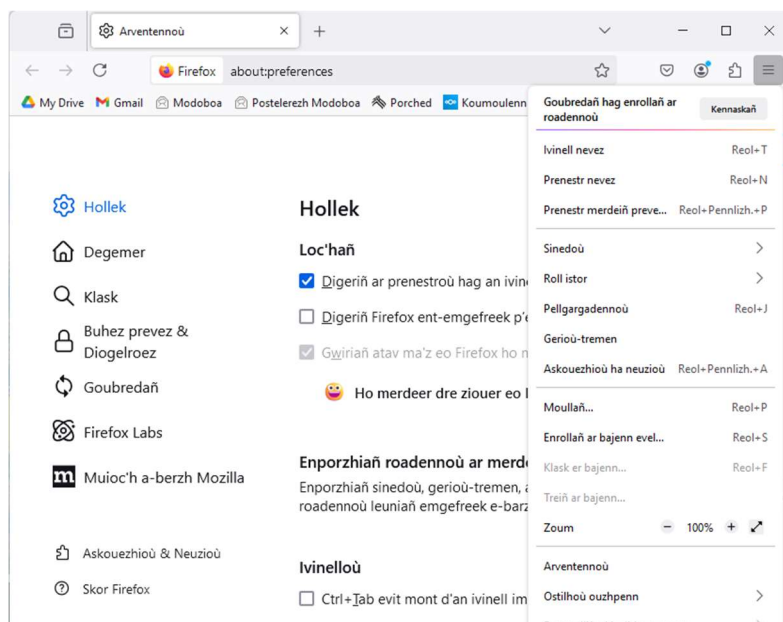 Arventennoù
Firefox about:preferences
My Drive Gmail Modoboa Postelerezh Modoboa Porched Koumoulenn
Hollek
Degemer
Klask
Buhez prevez &
Diogelroez
Goubredañ
Firefox Labs
Muioc'h a-berzh Mozilla
Askouezhioù & Neuzioù
Skor Firefox
Hollek
Loc'hañ
Digeriñ ar prenestroù hag an ivin
Digeriñ Firefox ent-emgefreek p'e
Gwiriañ atav ma'z eo Firefox ho
Ho merdeer dre ziouer eo
Enporzhiañ roadennoù ar merd
Enporzhiañ sinedoù, gerioù-tremen,
roadennoù leuniañ emgefreek e-barz
Ivinelloù
Ctrl+Tab evit mont d'an ivinell im
Goubredañ hag enrollañ ar
roadennoù
Kennaskañ
Ivinell nevez Reol+T
Prenestr nevez Reol+N
Prenestr merdeiñ preve... Reol+Pennlizh.+P
Sinedoù
Roll istor
Pellgargadennoù Reol+J
Gerioù-tremen
Askouezhioù ha neuzioù Reol+Pennlizh.+A
Moullañ... Reol+P
Enrollañ ar bajenn evel... Reol+S
Klask er bajenn... Reol+F
Treiñ ar bajenn...
Zoum − 100% +
Arventennoù
Ostilhoù ouzhpenn